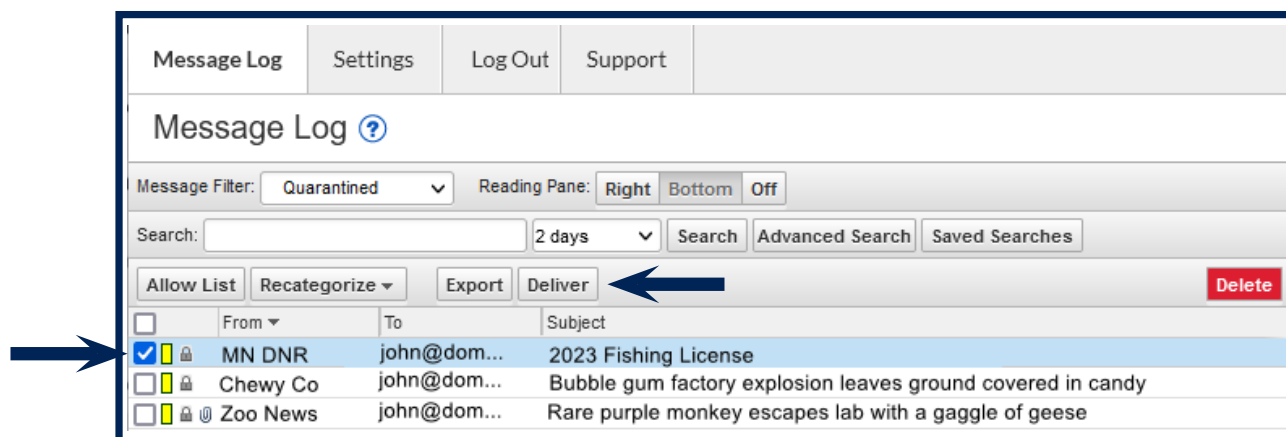 Message Log Settings Log Out Support
Message Log ?
Message Filter: Quarantined Reading Pane: Right Bottom Off
Search: 2 days Search Advanced Search Saved Searches
Allow List Recategorize Export Deliver Delete
From To Subject
MN DNR john@dom... 2023 Fishing License
Chewy Co john@dom... Bubble gum factory explosion leaves ground covered in candy
Zoo News john@dom... Rare purple monkey escapes lab with a gaggle of geese